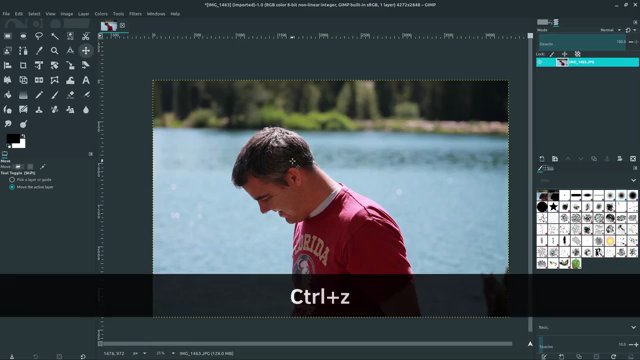 *[IMG_1463] (imported)-1.0 (RGB color 8-bit non-linear integer, GIMP built-in sRGB, 1 layer) 4272x2848 – GIMP
File Edit Select View Image Layer Colors Tools Filters Windows Help
Mode Normal
Opacity 100.0
Lock:
IMG_1463.JPG
Move
Move:
Tool Toggle (Shift)
Pick a layer or guide
Move the active layer
FLORIDA
Ctrl+z
Basic,
1676, 972 px 25% IMG_1463.JPG (128.0 MB)